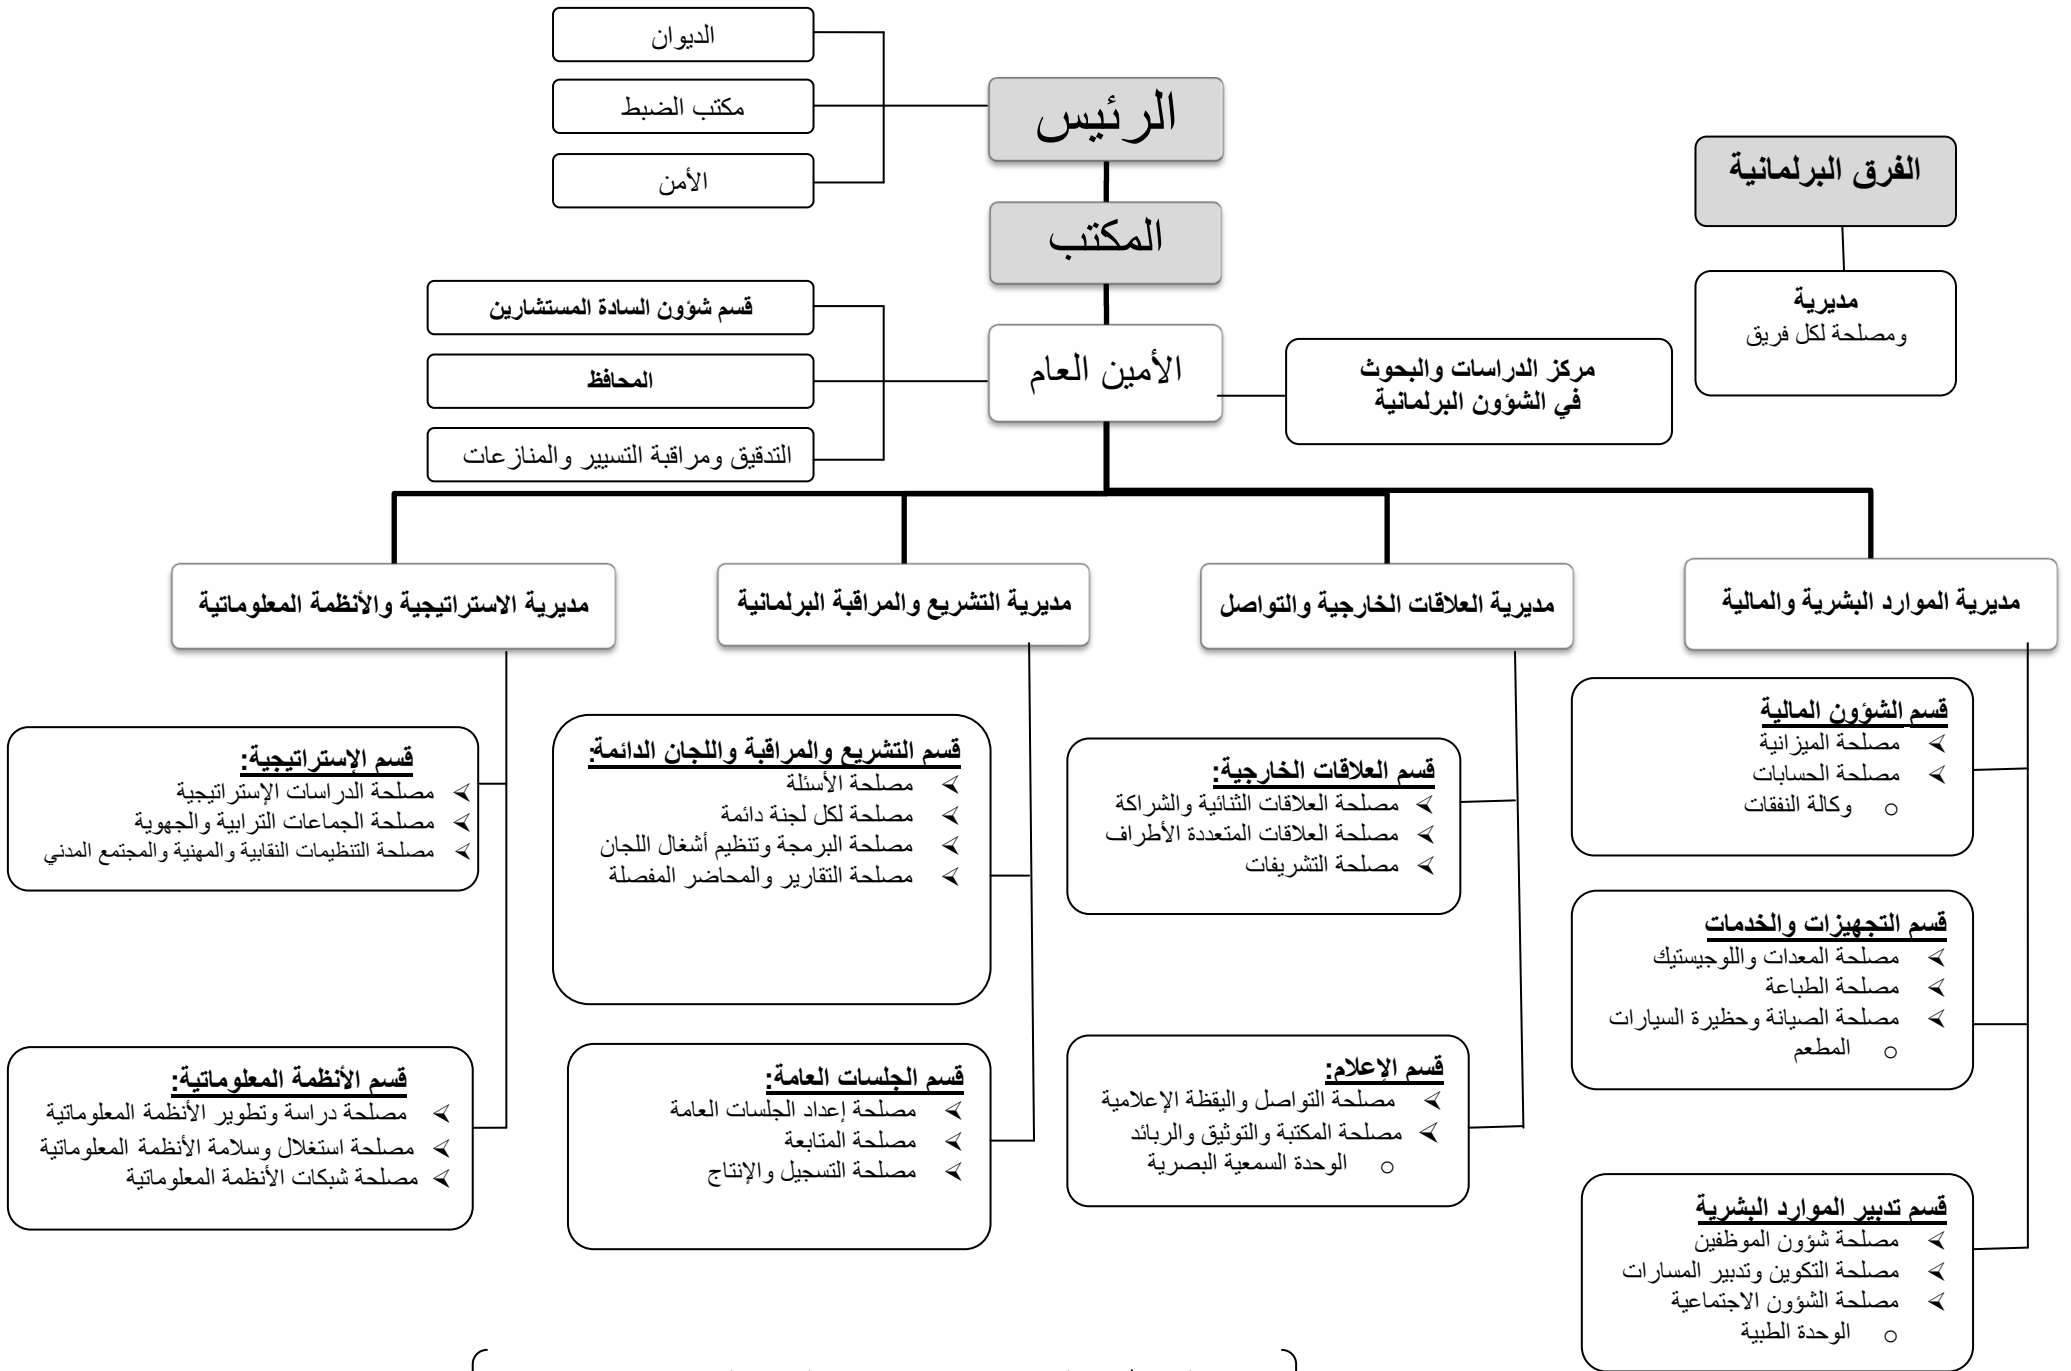 الديوان
مكتب الضبط
الأمن
الرئيس
المكتب
الفرق البرلمانية
مديرية
ومصلحة لكل فريق
قسم شؤون السادة المستشارين
المحافظ
التدقيق ومراقبة التسيير والمنازعات
الأمين العام
مركز الدراسات والبحوث
في الشؤون البرلمانية
مديرية الموارد البشرية والمالية
مديرية العلاقات الخارجية والتواصل
مديرية التشريع والمراقبة البرلمانية
مديرية الاستراتيجية والأنظمة المعلوماتية
قسم الشؤون المالية
➢ مصلحة الميزانية
➢ مصلحة الحسابات
o وكالة النفقات
قسم التجهيزات والخدمات
➢ مصلحة المعدات واللوجيستيك
➢ مصلحة الطباعة
➢ مصلحة الصيانة وحظيرة السيارات
o المطعم
قسم تدبير الموارد البشرية
➢ مصلحة شؤون الموظفين
➢ مصلحة التكوين وتدبير المسارات
➢ مصلحة الشؤون الاجتماعية
o الوحدة الطبية
قسم العلاقات الخارجية:
➢ مصلحة العلاقات الثنائية والشراكة
➢ مصلحة العلاقات المتعددة الأطراف
➢ مصلحة التشريفات
قسم الإعلام:
➢ مصلحة التواصل واليقظة الإعلامية
➢ مصلحة المكتبة والتوثيق والربائد
o الوحدة السمعية البصرية
قسم التشريع والمراقبة واللجان الدائمة:
➢ مصلحة الأسئلة
➢ مصلحة لكل لجنة دائمة
➢ مصلحة البرمجة وتنظيم أشغال اللجان
➢ مصلحة التقارير والمحاضر المفصلة
قسم الجلسات العامة:
➢ مصلحة إعداد الجلسات العامة
➢ مصلحة المتابعة
➢ مصلحة التسجيل والإنتاج
قسم الإستراتيجية:
➢ مصلحة الدراسات الإستراتيجية
➢ مصلحة الجماعات الترابية والجهوية
➢ مصلحة التنظيمات النقابية والمهنية والمجتمع المدني
قسم الأنظمة المعلوماتية:
➢ مصلحة دراسة وتطوير الأنظمة المعلوماتية
➢ مصلحة استغلال وسلامة الأنظمة المعلوماتية
➢ مصلحة شبكات الأنظمة المعلوماتية